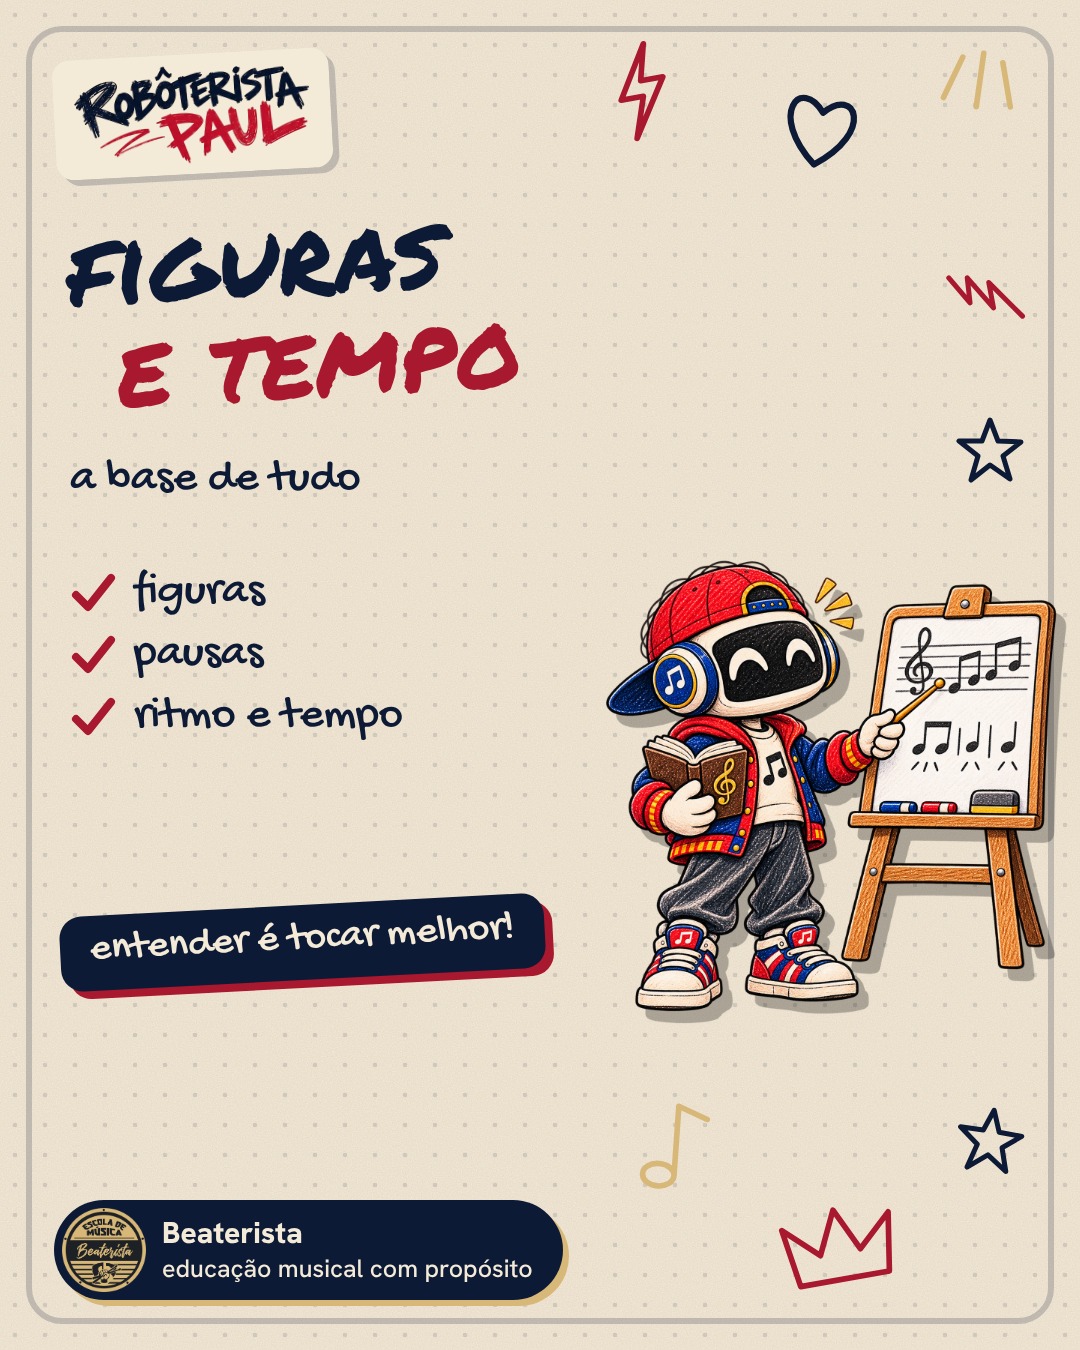 ROBÔTERISTA
PAUL
FIGURAS
E TEMPO
a base de tudo
figuras
pausas
ritmo e tempo
entender é tocar melhor!
ESCOLA DE
MÚSICA
Beaterista
Beaterista
educação musical com propósito